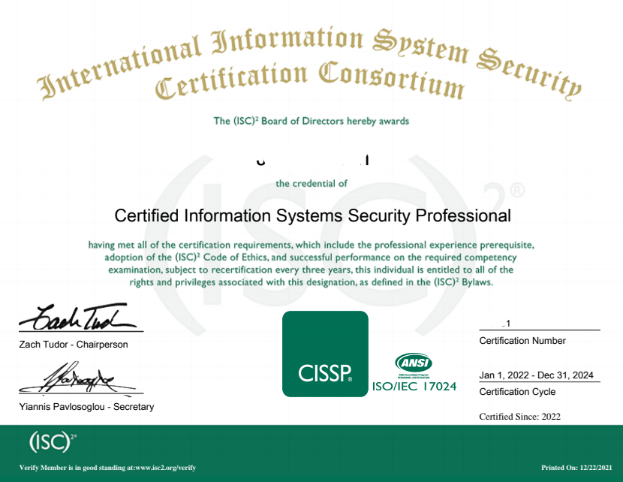 International Information System Security
Certification Consortium
The (ISC)² Board of Directors hereby awards
the credential of
Certified Information Systems Security Professional
having met all of the certification requirements, which include the professional experience prerequisite,
adoption of the (ISC)² Code of Ethics, and successful performance on the required competency
examination, subject to recertification every three years, this individual is entitled to all of the
rights and privileges associated with this designation, as defined in the (ISC)² Bylaws.
(ISC)²®
Zach Tudor - Chairperson
Yiannis Pavlosoglou - Secretary
CISSP®
ANSI
ISO/IEC 17024
1
Certification Number
Jan 1, 2022 - Dec 31, 2024
Certification Cycle
Certified Since: 2022
(ISC)²®
Verify Member is in good standing at:www.isc2.org/verify
Printed On: 12/22/2021